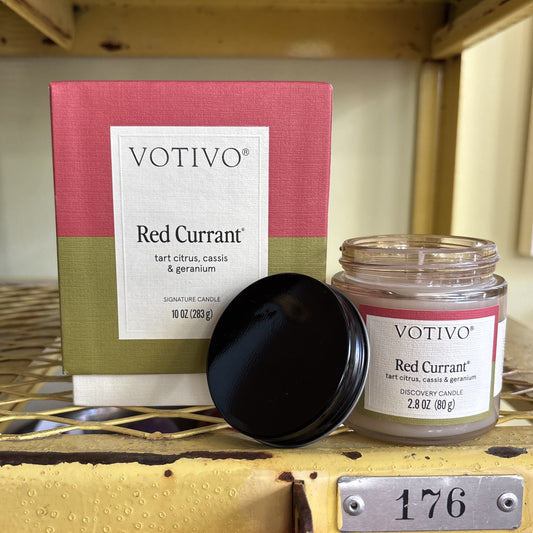 VOTIVO®
Red Currant®
tart citrus, cassis
& geranium
SIGNATURE CANDLE
10 OZ (283 g)
VOTIVO®
Red Currant®
tart citrus, cassis & geranium
DISCOVERY CANDLE
2.8 OZ (80 g)
176